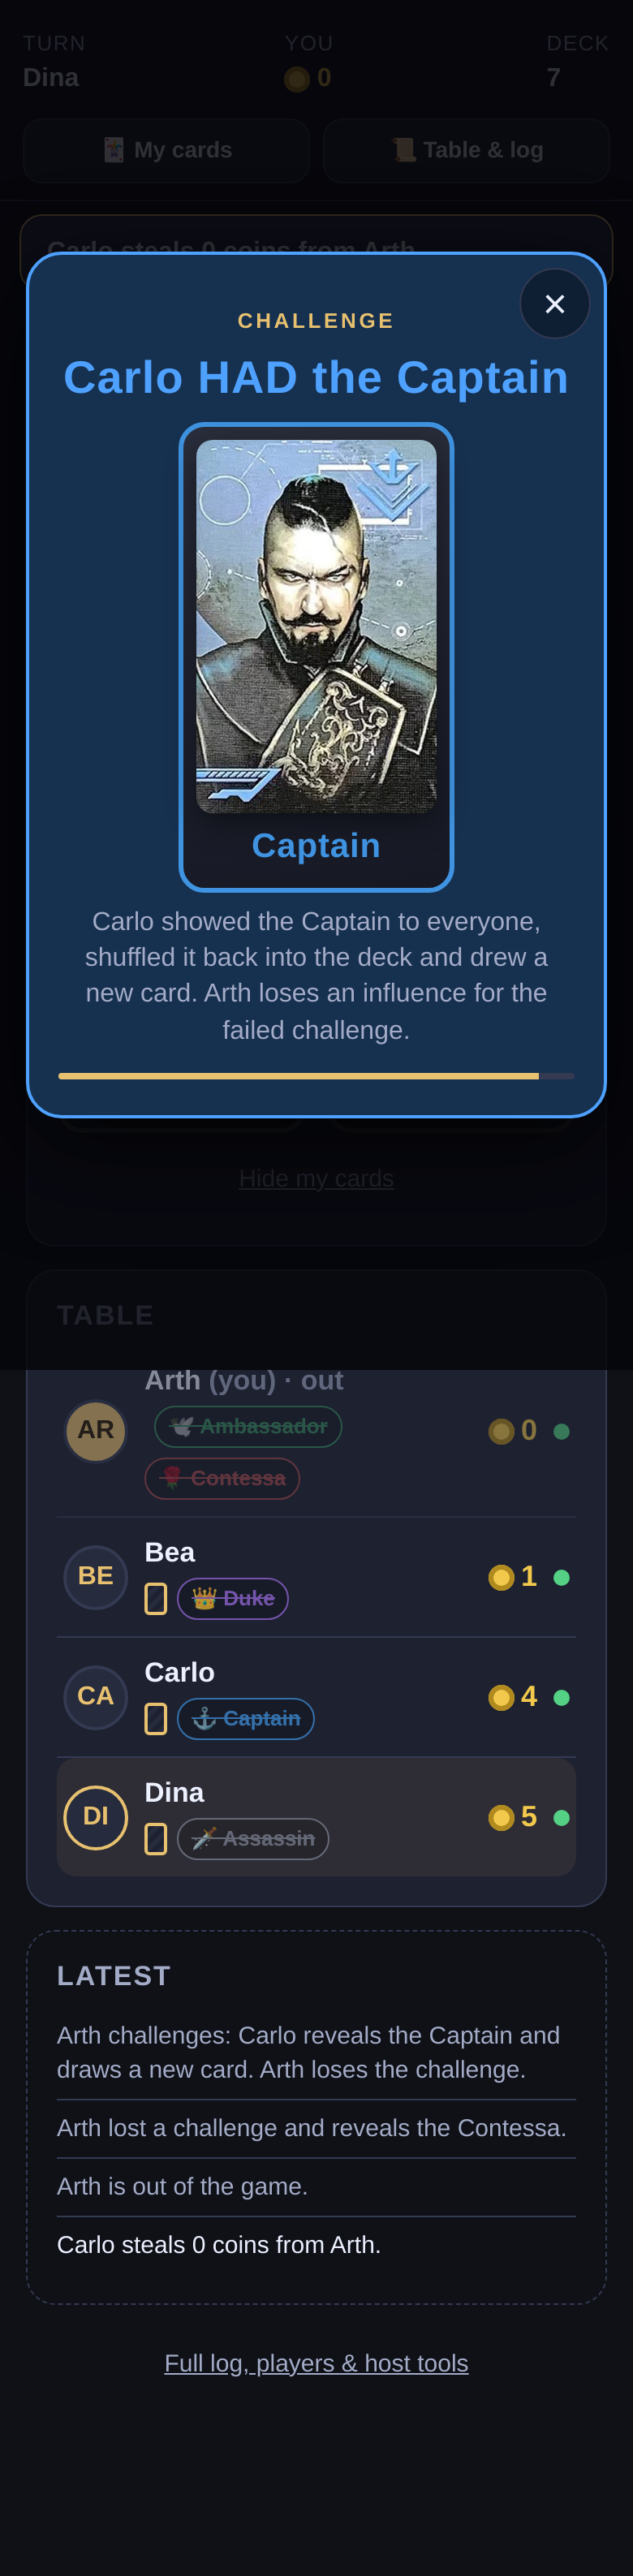 TURN
YOU
DECK
Dina
0
7
🃏 My cards
📜 Table & log
Carlo steals 0 coins from Arth.
✕
CHALLENGE
Carlo HAD the Captain
Captain
Carlo showed the Captain to everyone,
shuffled it back into the deck and drew a
new card. Arth loses an influence for the
failed challenge.
Hide my cards
TABLE
AR
Arth (you) · out
🕊️ Ambassador
🌹 Contessa
0
BE
Bea
👑 Duke
1
CA
Carlo
⚓ Captain
4
DI
Dina
🗡️ Assassin
5
LATEST
Arth challenges: Carlo reveals the Captain and
draws a new card. Arth loses the challenge.
Arth lost a challenge and reveals the Contessa.
Arth is out of the game.
Carlo steals 0 coins from Arth.
Full log, players & host tools